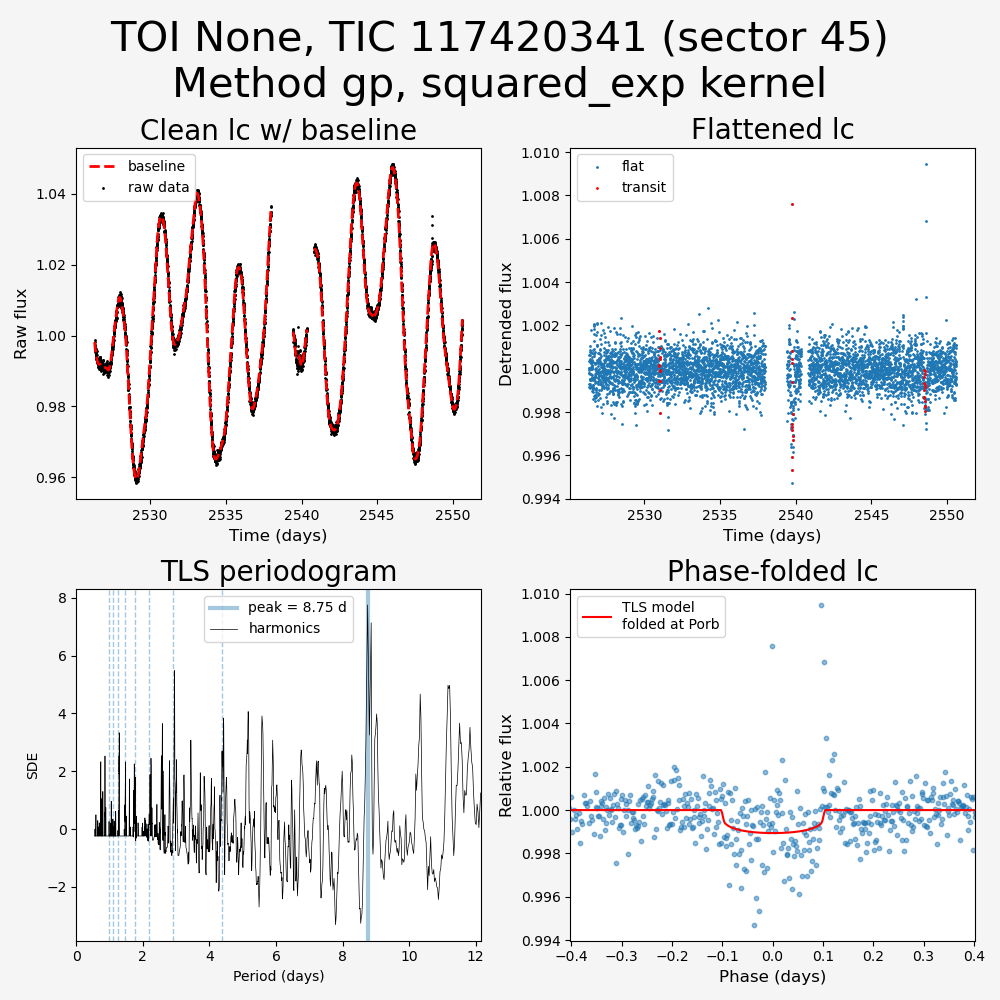 TOI None, TIC 117420341 (sector 45)
Method gp, squared_exp kernel
Clean lc w/ baseline
baseline
raw data
Raw flux
1.04
1.02
1.00
0.98
0.96
2530
2535
2540
2545
2550
Time (days)
Flattened lc
flat
transit
Detrended flux
1.010
1.008
1.006
1.004
1.002
1.000
0.998
0.996
0.994
2530
2535
2540
2545
2550
Time (days)
TLS periodogram
peak = 8.75 d
harmonics
SDE
8
6
4
2
0
−2
0
2
4
6
8
10
12
Period (days)
Phase-folded lc
TLS model
folded at Porb
Relative flux
1.010
1.008
1.006
1.004
1.002
1.000
0.998
0.996
0.994
−0.4
−0.3
−0.2
−0.1
0.0
0.1
0.2
0.3
0.4
Phase (days)